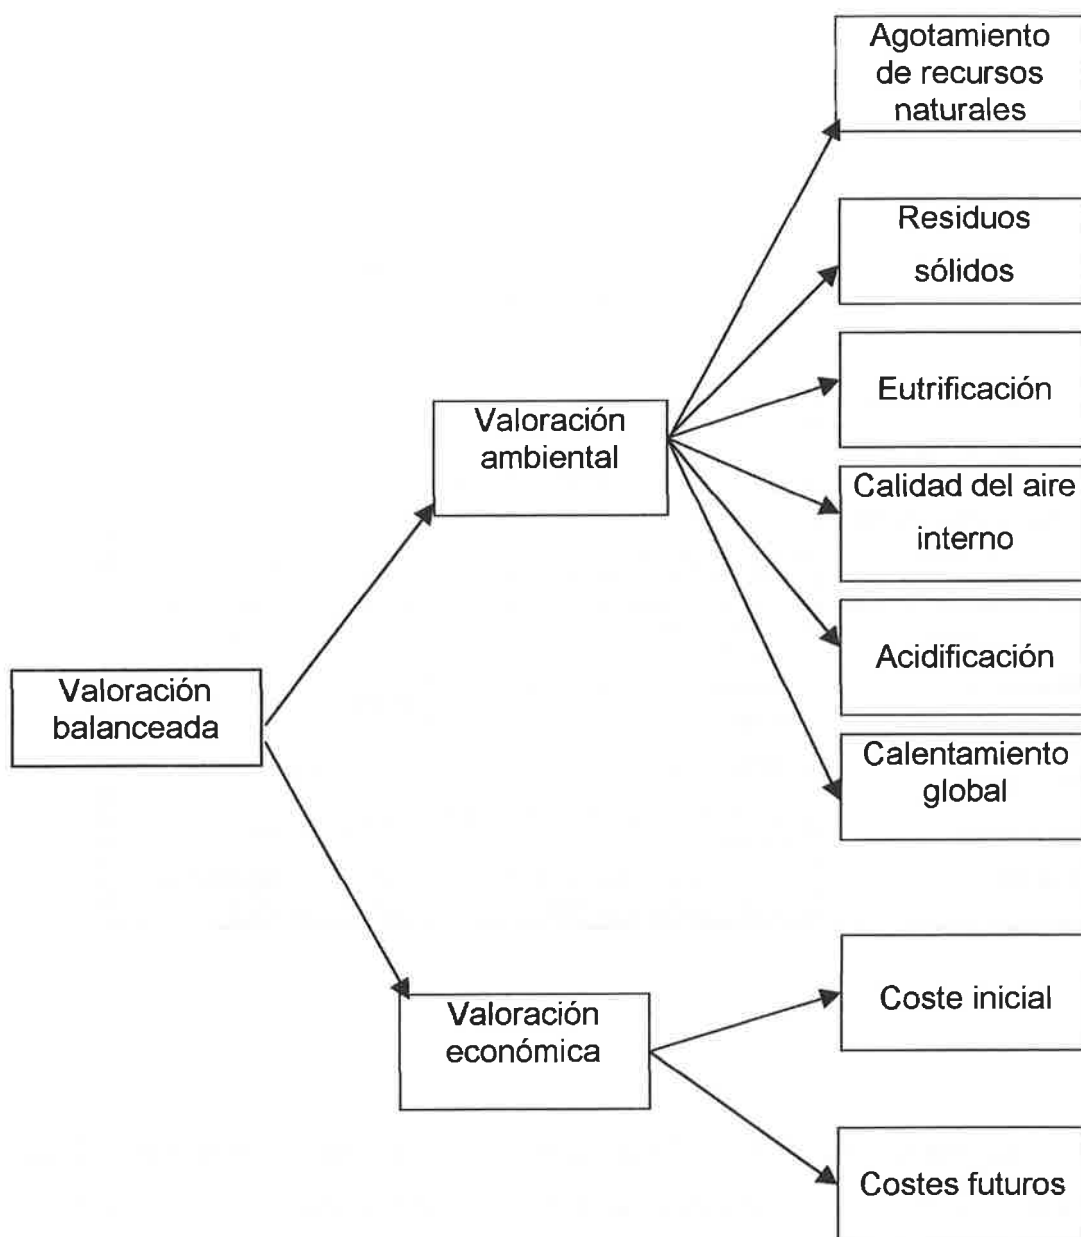 Agotamiento
de recursos
naturales
Residuos
sólidos
Eutrificación
Valoración
ambiental
Calidad del aire
interno
Acidificación
Valoración
balanceada
Calentamiento
global
Coste inicial
Valoración
económica
Costes futuros